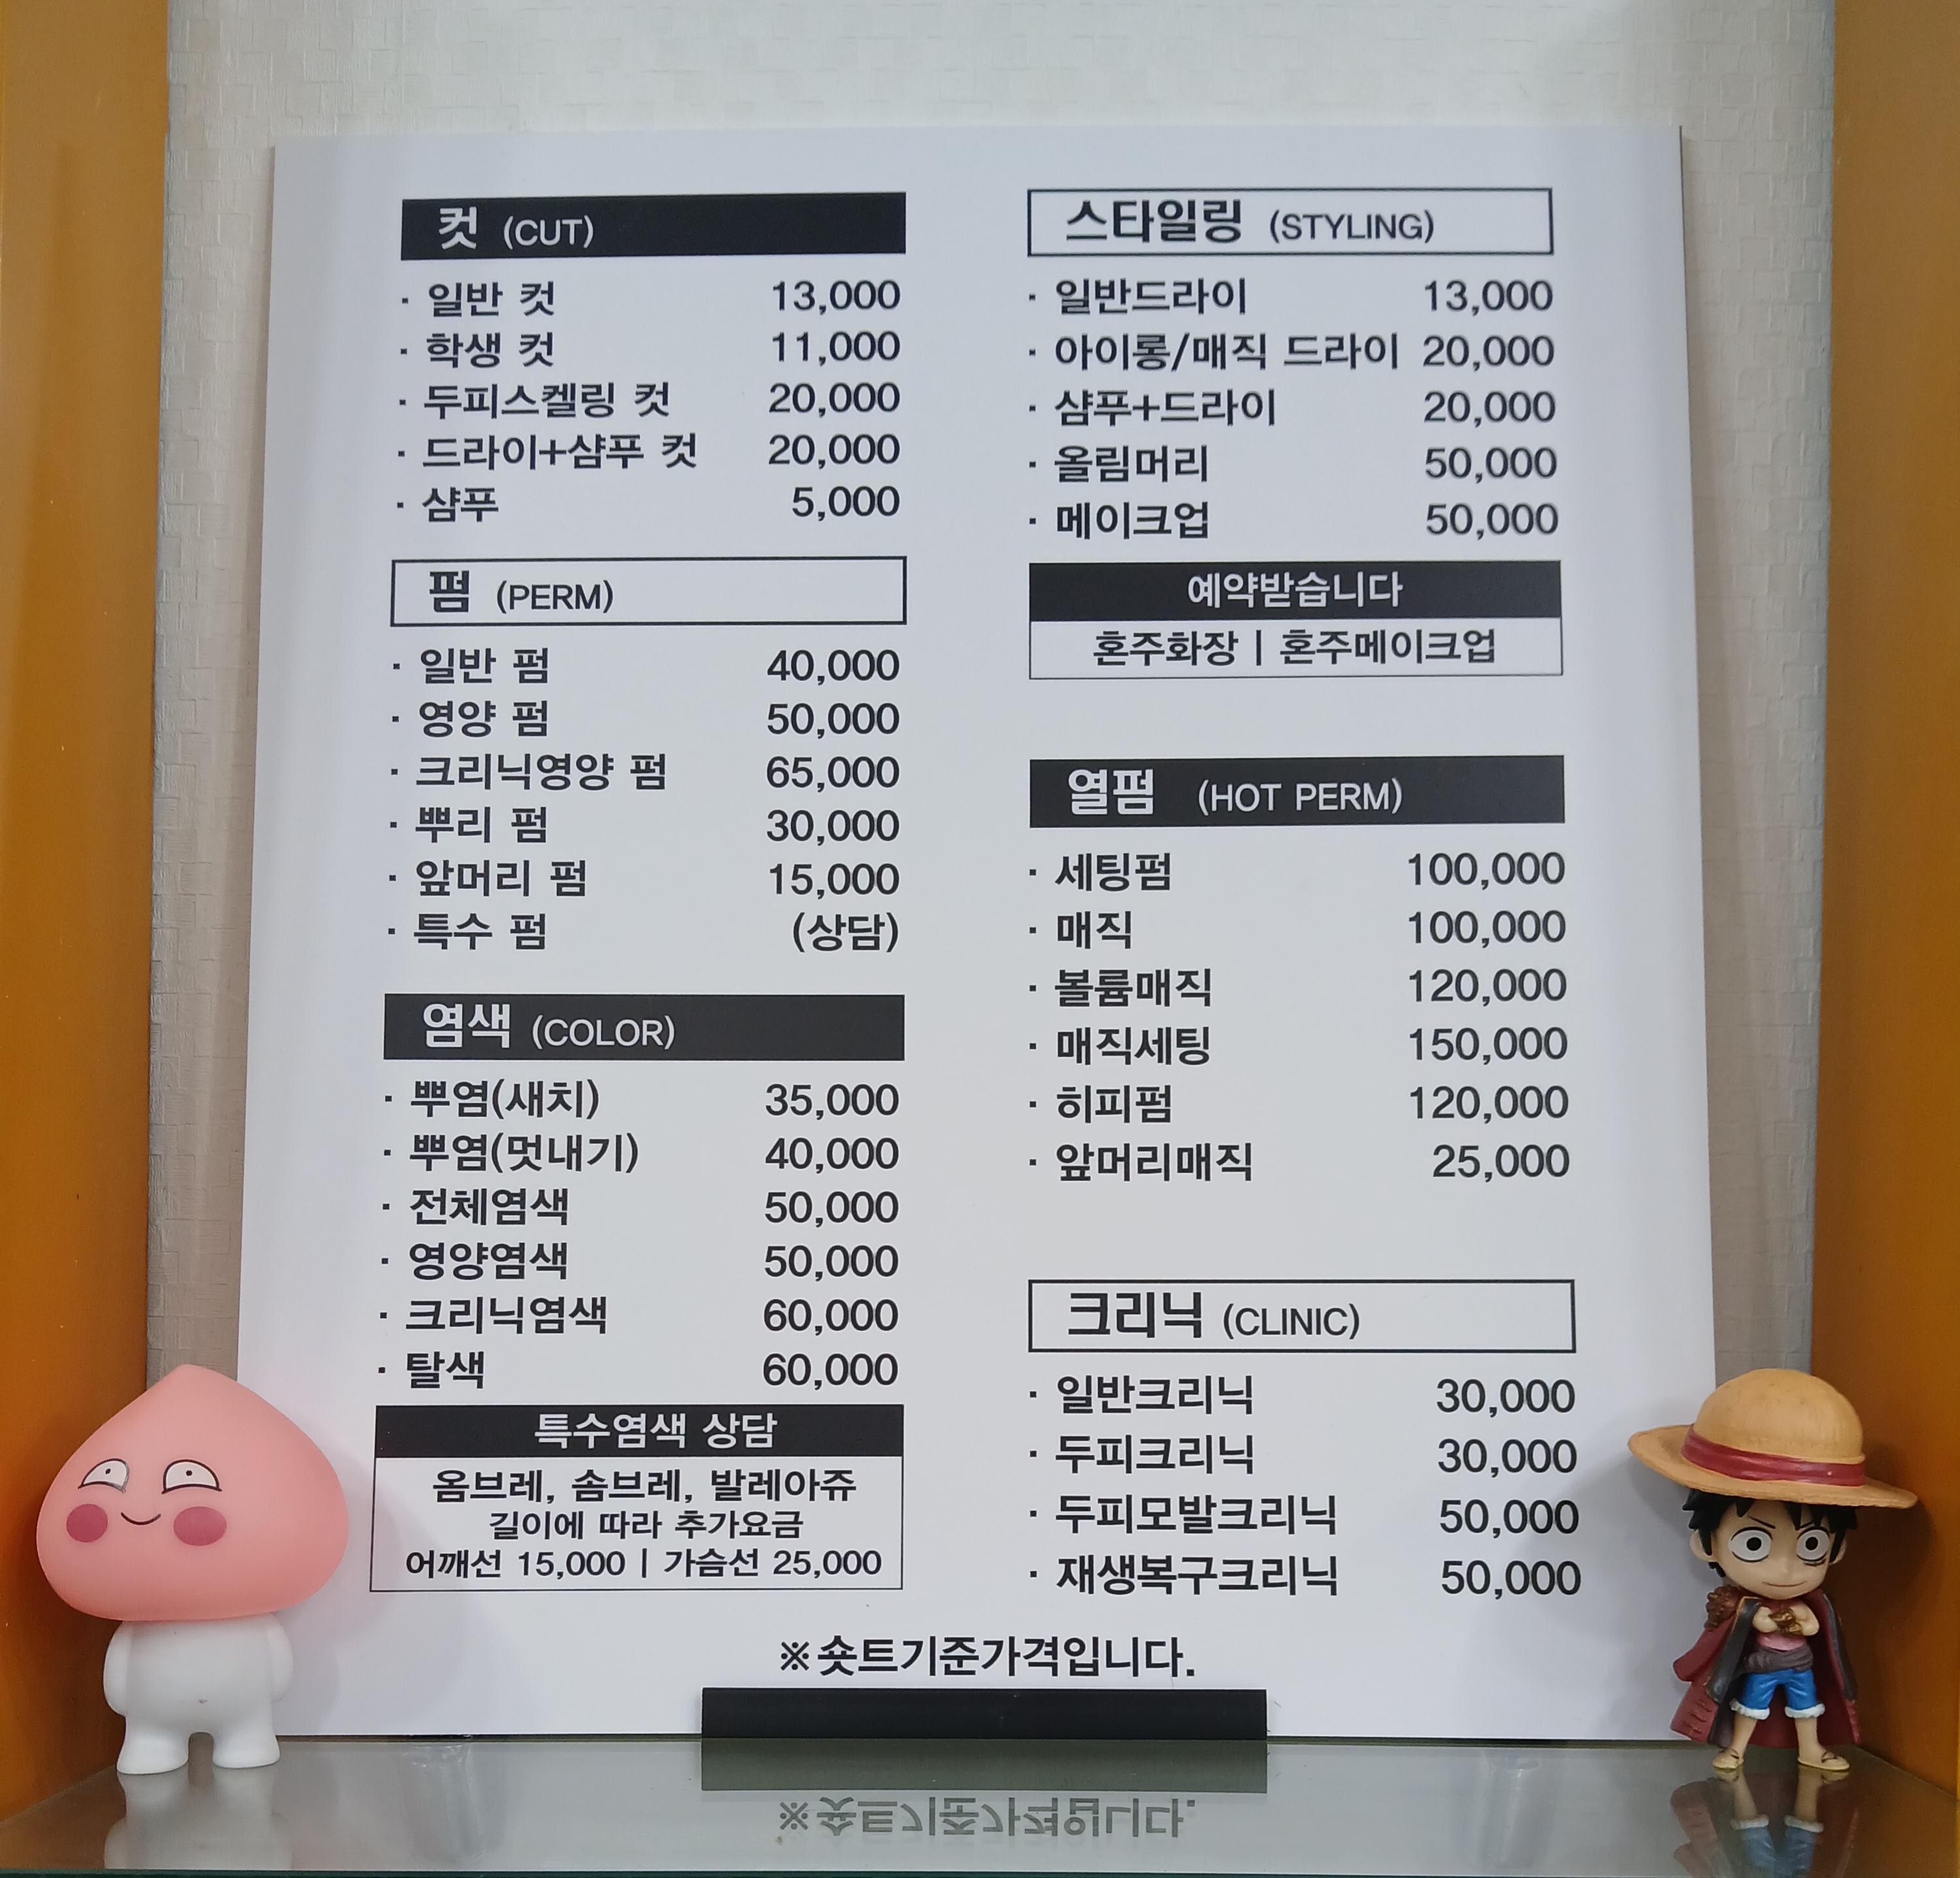 컷 (CUT)
· 일반 컷 13,000
· 학생 컷 11,000
· 두피스켈링 컷 20,000
· 드라이+샴푸 컷 20,000
· 샴푸 5,000
펌 (PERM)
· 일반 펌 40,000
· 영양 펌 50,000
· 크리닉영양 펌 65,000
· 뿌리 펌 30,000
· 앞머리 펌 15,000
· 특수 펌 (상담)
염색 (COLOR)
· 뿌염(새치) 35,000
· 뿌염(멋내기) 40,000
· 전체염색 50,000
· 영양염색 50,000
· 크리닉염색 60,000
· 탈색 60,000
특수염색 상담
옴브레, 솜브레, 발레아쥬
길이에 따라 추가요금
어깨선 15,000 | 가슴선 25,000
스타일링 (STYLING)
· 일반드라이 13,000
· 아이롱/매직 드라이 20,000
· 샴푸+드라이 20,000
· 올림머리 50,000
· 메이크업 50,000
예약받습니다
혼주화장 | 혼주메이크업
열펌 (HOT PERM)
· 세팅펌 100,000
· 매직 100,000
· 볼륨매직 120,000
· 매직세팅 150,000
· 히피펌 120,000
· 앞머리매직 25,000
크리닉 (CLINIC)
· 일반크리닉 30,000
· 두피크리닉 30,000
· 두피모발크리닉 50,000
· 재생복구크리닉 50,000
※숏트기준가격입니다.